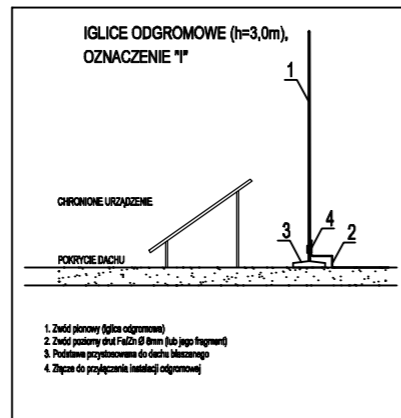 IGLICE ODGROMOWE (h=3,0m),
OZNACZENIE "I"
1
CHRONIONE URZĄDZENIE
3
4
2
POKRYCIE DACHU
1. Zwód pionowy (iglica odgromowa)
2. Zwód poziomy drut Fe/Zn Ø 8mm (lub jego fragment)
3. Podstawa przystosowana do dachu blaszanego
4. Złącze do przyłączenia instalacji odgromowej